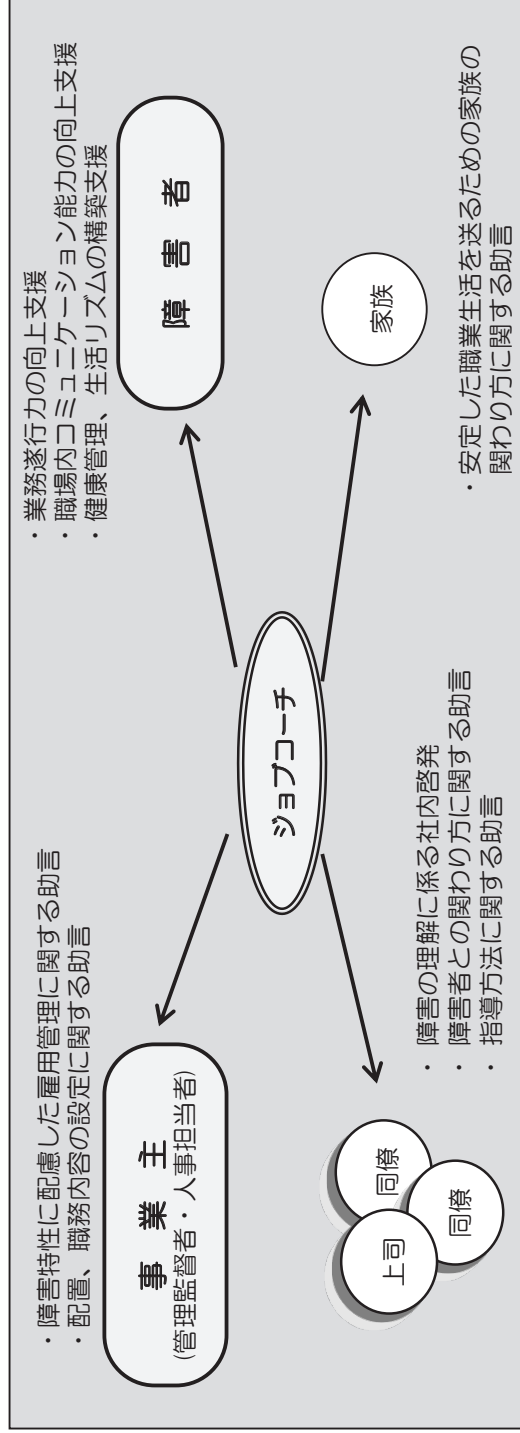 ・障害特性に配慮した雇用管理に関する助言
・配置、職務内容の設定に関する助言
事業主
(管理監督者・人事担当者)
・業務遂行力の向上支援
・職場内コミュニケーション能力の向上支援
・健康管理、生活リズムの構築支援
障害者
ジョブコーチ
上司
同僚
同僚
・障害の理解に係る社内啓発
・障害者との関わり方に関する助言
・指導方法に関する助言
家族
・安定した職業生活を送るための家族の
関わり方に関する助言